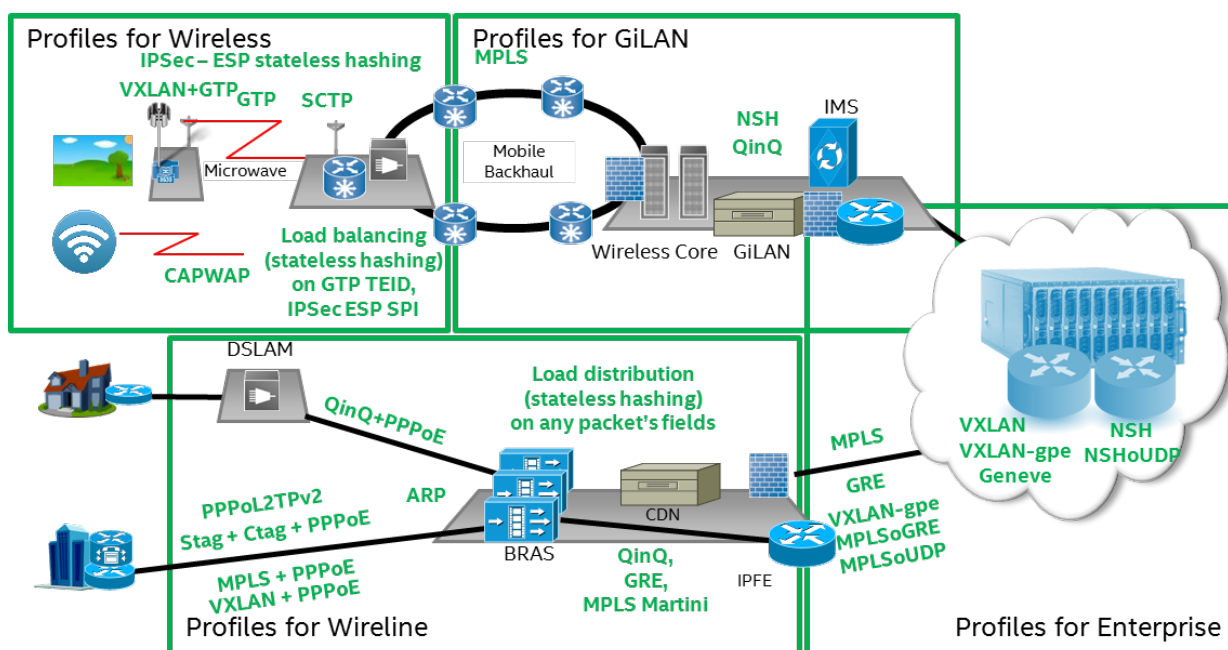 Profiles for Wireless
IPSec – ESP stateless hashing
VXLAN+GTP
GTP
SCTP
Microwave
CAPWAP
Load balancing
(stateless hashing)
on GTP TEID,
IPSec ESP SPI
Profiles for GiLAN
MPLS
Mobile
Backhaul
NSH
QinQ
IMS
Wireless Core
GiLAN
DSLAM
QinQ+PPPoE
Load distribution
(stateless hashing)
on any packet's fields
PPPoL2TPv2
Stag + Ctag + PPPoE
ARP
MPLS + PPPoE
VXLAN + PPPoE
BRAS
CDN
QinQ,
GRE,
MPLS Martini
IPFE
Profiles for Wireline
MPLS
GRE
VXLAN-gpe
MPLSoGRE
MPLSoUDP
VXLAN
VXLAN-gpe
Geneve
NSH
NSHoUDP
Profiles for Enterprise